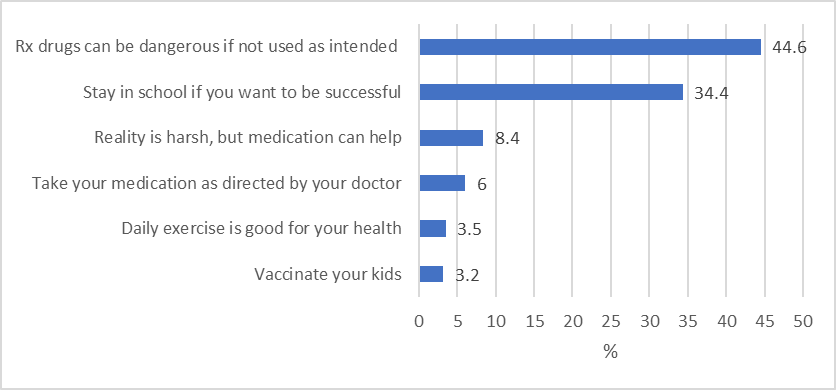 Rx drugs can be dangerous if not used as intended 44.6
Stay in school if you want to be successful 34.4
Reality is harsh, but medication can help 8.4
Take your medication as directed by your doctor 6
Daily exercise is good for your health 3.5
Vaccinate your kids 3.2
0 5 10 15 20 25 30 35 40 45 50
%